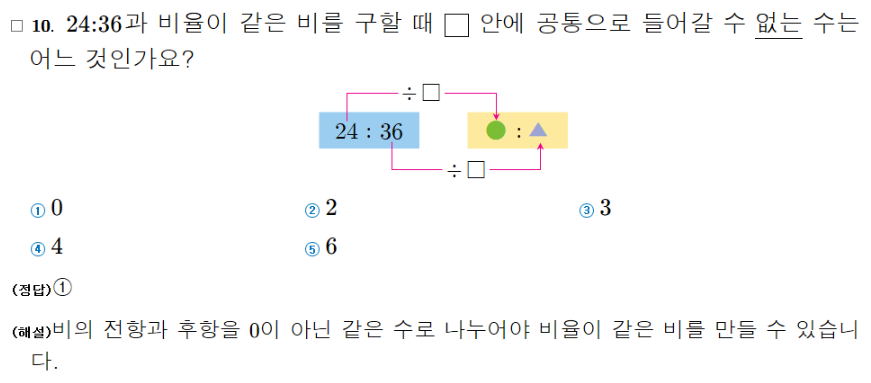 □ 10. 24:36과 비율이 같은 비를 구할 때 □ 안에 공통으로 들어갈 수 없는 수는
어느 것인가요?
÷ □
24 : 36 ● : ▲
÷ □
① 0 ② 2 ③ 3
④ 4 ⑤ 6
(정답)①
(해설)비의 전항과 후항을 0이 아닌 같은 수로 나누어야 비율이 같은 비를 만들 수 있습니
다.